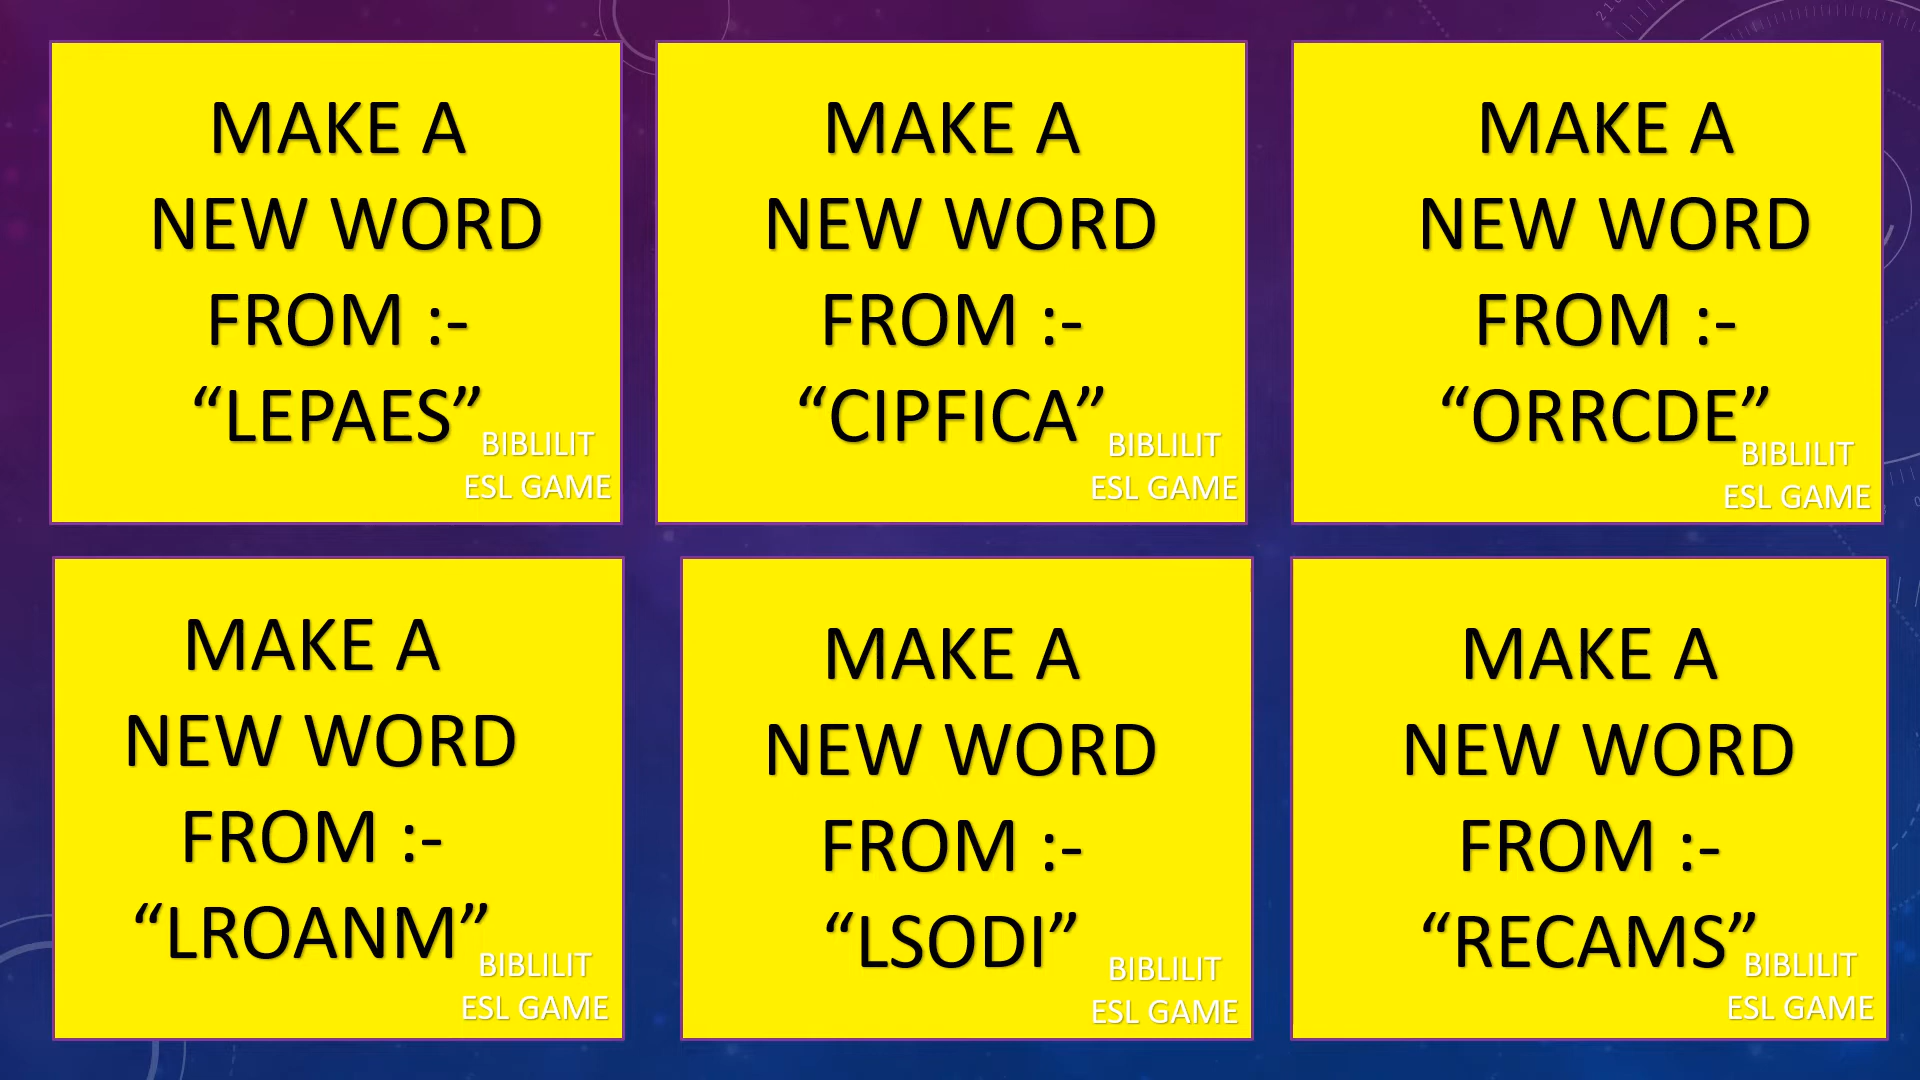 MAKE A
NEW WORD
FROM :-
“LEPAES”
BIBLILIT
ESL GAME
MAKE A
NEW WORD
FROM :-
“CIPFICA”
BIBLILIT
ESL GAME
MAKE A
NEW WORD
FROM :-
“ORRCDE”
BIBLILIT
ESL GAME
MAKE A
NEW WORD
FROM :-
“LROANM”
BIBLILIT
ESL GAME
MAKE A
NEW WORD
FROM :-
“LSODI”
BIBLILIT
ESL GAME
MAKE A
NEW WORD
FROM :-
“RECAMS”
BIBLILIT
ESL GAME